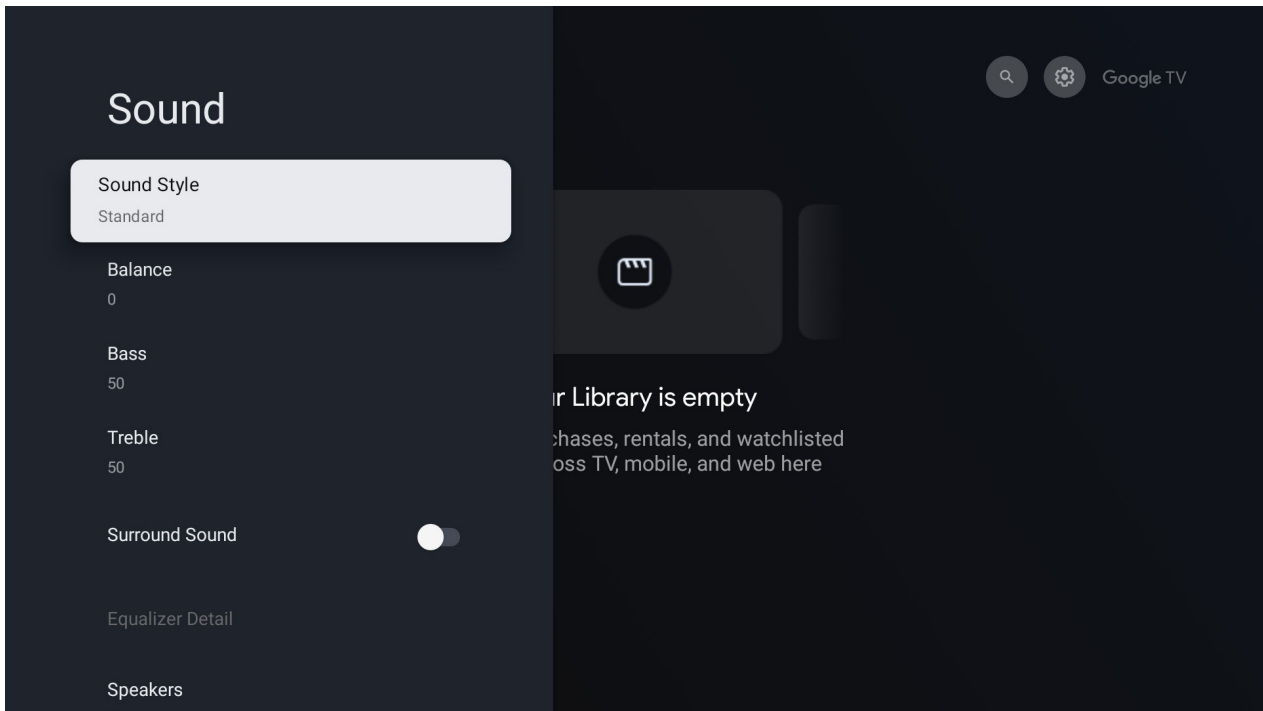 Sound
Sound Style
Standard
Balance
0
Bass
50
Treble
50
Surround Sound
Equalizer Detail
Speakers
Google TV
r Library is empty
chases, rentals, and watchlisted
oss TV, mobile, and web here